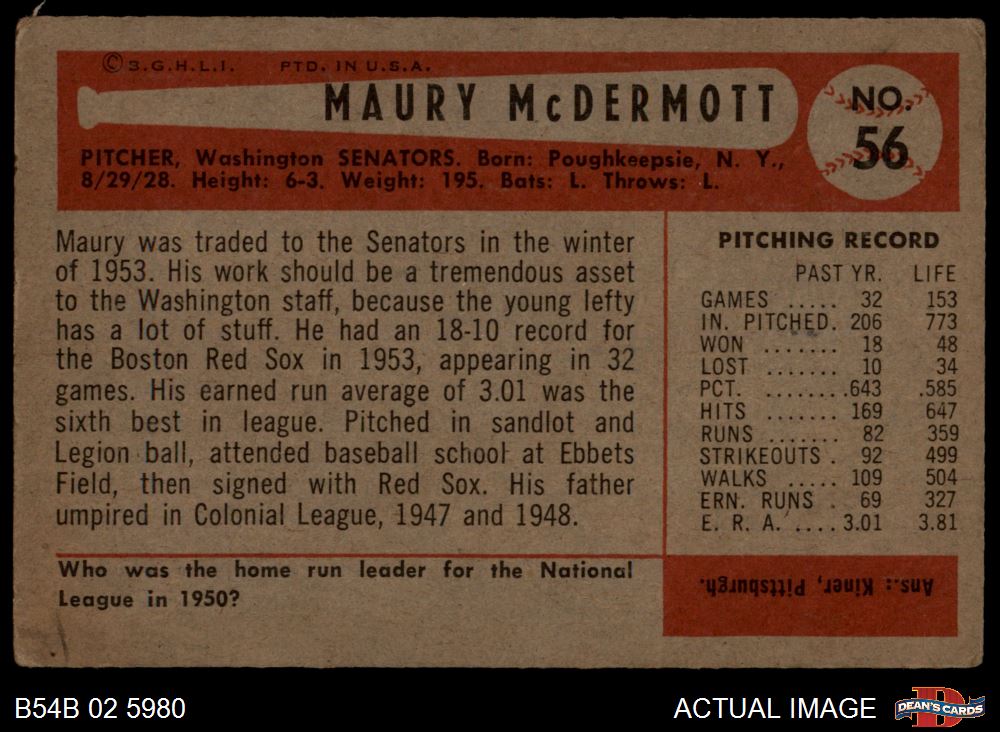 © B.G.H.L.I. PTD. IN U.S.A.
MAURY McDERMOTT
NO.
56
PITCHER, Washington SENATORS. Born: Poughkeepsie, N. Y.,
8/29/28. Height: 6-3. Weight: 195. Bats: L. Throws: L.
Maury was traded to the Senators in the winter
of 1953. His work should be a tremendous asset
to the Washington staff, because the young lefty
has a lot of stuff. He had an 18-10 record for
the Boston Red Sox in 1953, appearing in 32
games. His earned run average of 3.01 was the
sixth best in league. Pitched in sandlot and
Legion ball, attended baseball school at Ebbets
Field, then signed with Red Sox. His father
umpired in Colonial League, 1947 and 1948.
PITCHING RECORD
PAST YR. LIFE
GAMES ..... 32 153
IN. PITCHED. 206 773
WON ....... 18 48
LOST ....... 10 34
PCT. ........643 .585
HITS ....... 169 647
RUNS ....... 82 359
STRIKEOUTS . 92 499
WALKS ..... 109 504
ERN. RUNS . 69 327
E. R. A. .... 3.01 3.81
Who was the home run leader for the National
League in 1950?
Ans.: Kiner, Pittsburgh.
B54B 02 5980
ACTUAL IMAGE
D
DEAN'S CARDS